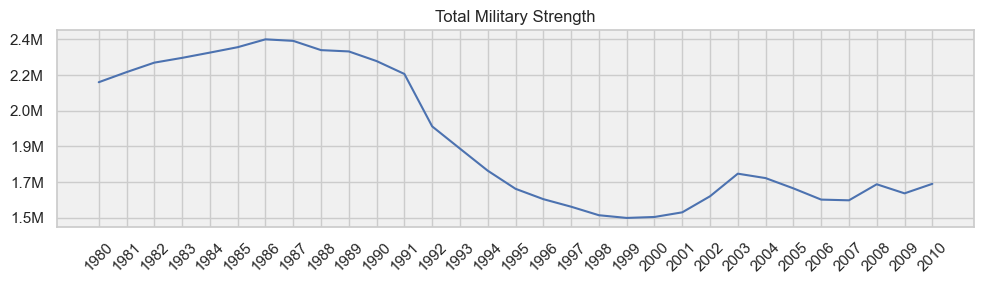 Total Military Strength
2.4M
2.2M
2.0M
1.9M
1.7M
1.5M
1980 1981 1982 1983 1984 1985 1986 1987 1988 1989 1990 1991 1992 1993 1994 1995 1996 1997 1998 1999 2000 2001 2002 2003 2004 2005 2006 2007 2008 2009 2010